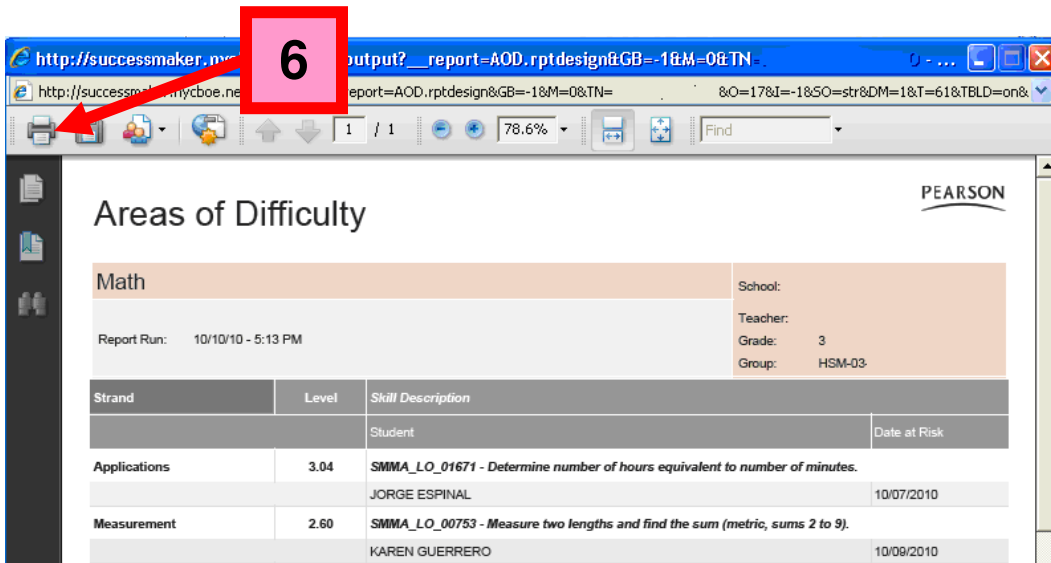 6
http://successmaker.my output?__report=AOD.rptdesign&GB=-1&M=0&TN=
http://successmaker.nycboe.ne eport=AOD.rptdesign&GB=-1&M=0&TN= &O=17&I=-1&SO=str&DM=1&T=61&TBLD=on&
1 / 1 78.6% Find
PEARSON
Areas of Difficulty
Math
School:
Teacher:
Report Run: 10/10/10 - 5:13 PM
Grade: 3
Group: HSM-03-
Strand Level Skill Description
Student Date at Risk
Applications 3.04 SMMA_LO_01671 - Determine number of hours equivalent to number of minutes.
JORGE ESPINAL 10/07/2010
Measurement 2.60 SMMA_LO_00753 - Measure two lengths and find the sum (metric, sums 2 to 9).
KAREN GUERRERO 10/09/2010